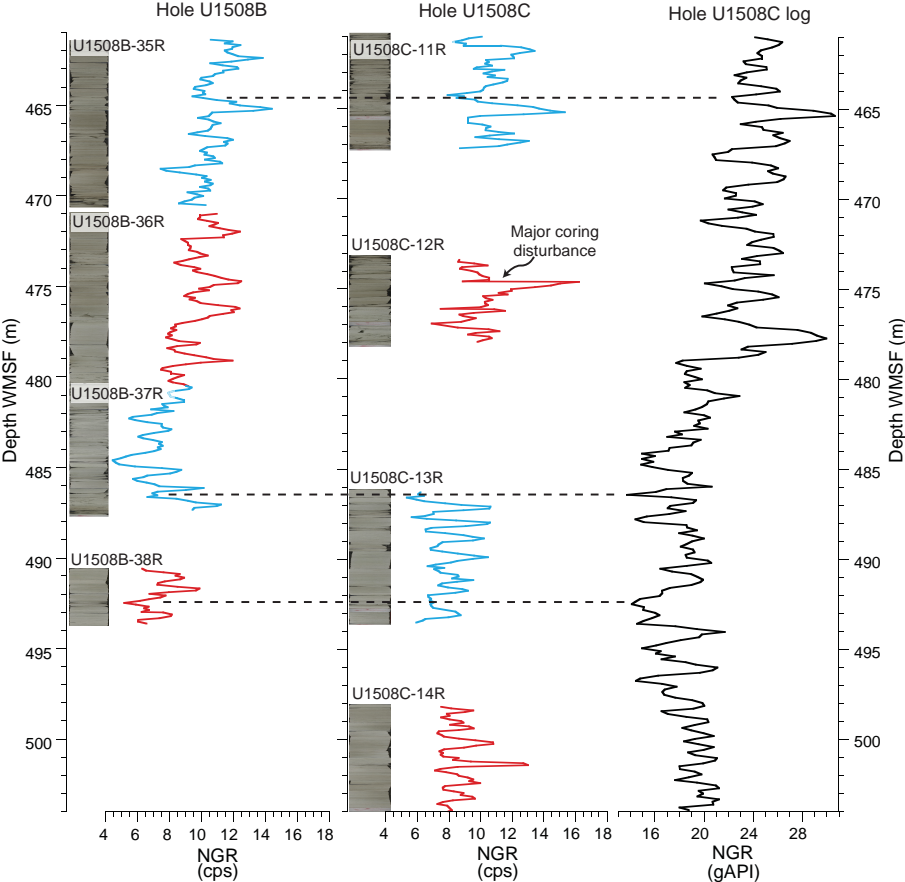 Hole U1508B
Hole U1508C
Hole U1508C log
U1508B-35R
U1508C-11R
465
465
470
470
U1508B-36R
Major coring
disturbance
U1508C-12R
475
475
480
480
U1508B-37R
Depth WMSF (m)
Depth WMSF (m)
485
485
U1508C-13R
490
490
U1508B-38R
495
495
U1508C-14R
500
500
4 6 8 10 12 14 16 18
4 6 8 10 12 14 16 18
16 20 24 28
NGR
(cps)
NGR
(cps)
NGR
(gAPI)